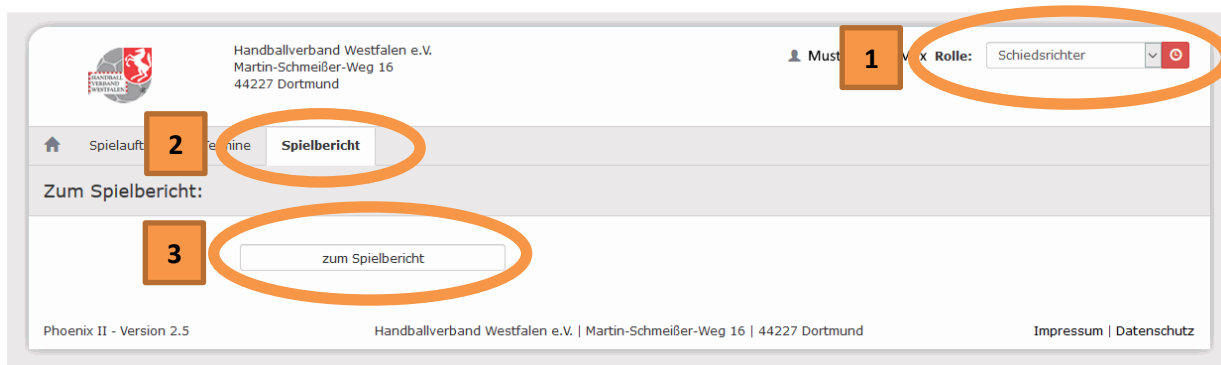 Handballverband Westfalen e.V.
Martin-Schmeißer-Weg 16
44227 Dortmund
HANDBALL
VERBAND
WESTFALEN
1
Rolle:
Schiedsrichter
2
Spielbericht
Zum Spielbericht:
3
zum Spielbericht
Phoenix II - Version 2.5
Handballverband Westfalen e.V. | Martin-Schmeißer-Weg 16 | 44227 Dortmund
Impressum | Datenschutz